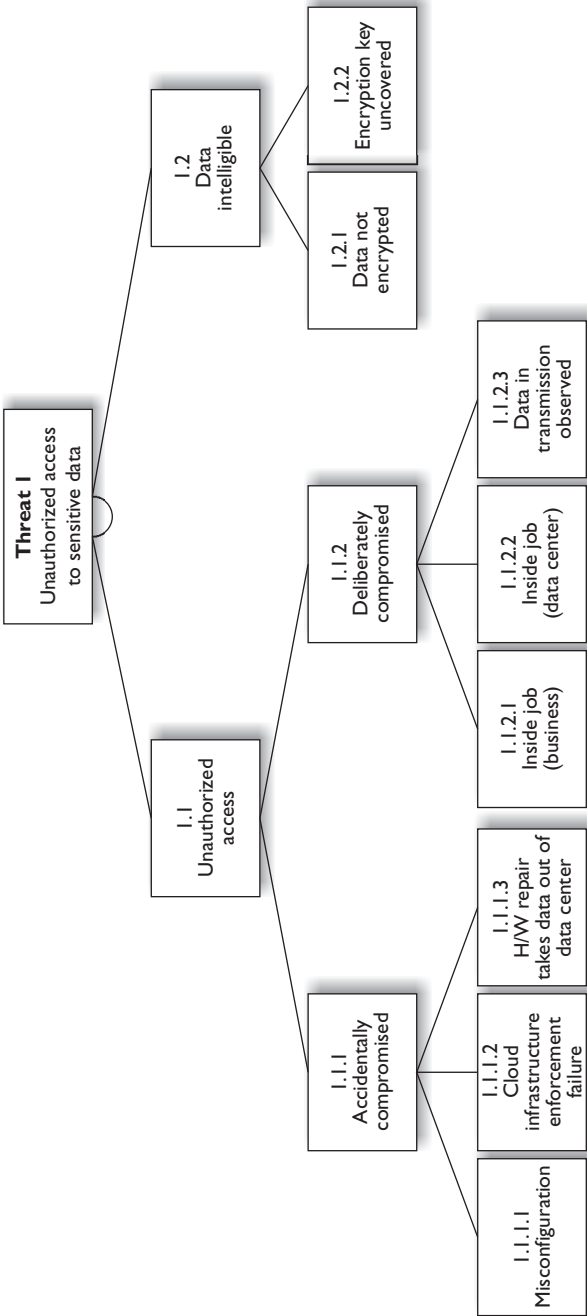 Threat 1
Unauthorized access
to sensitive data
1.1
Unauthorized
access
1.2
Data
intelligible
1.1.1
Accidentally
compromised
1.1.2
Deliberately
compromised
1.2.1
Data not
encrypted
1.2.2
Encryption key
uncovered
1.1.1.1
Misconfiguration
1.1.1.2
Cloud
infrastructure
enforcement
failure
1.1.1.3
H/W repair
takes data out of
data center
1.1.2.1
Inside job
(business)
1.1.2.2
Inside job
(data center)
1.1.2.3
Data in
transmission
observed